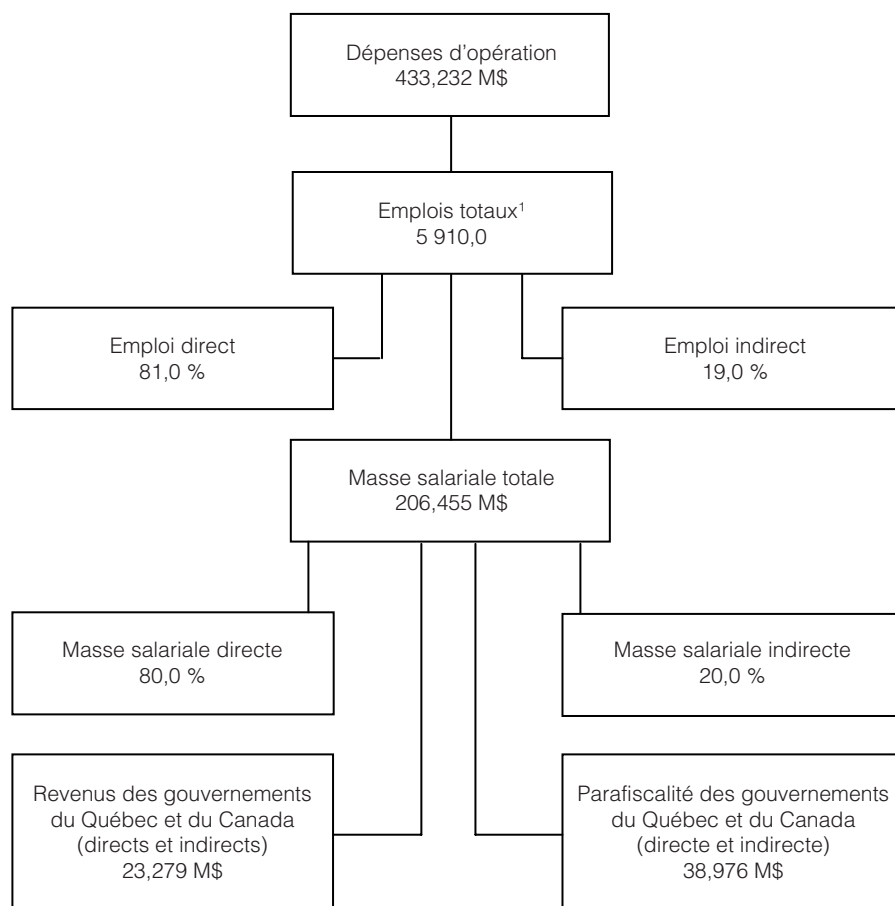 Dépenses d’opération
433,232 M$
Emplois totaux¹
5 910,0
Emploi direct
81,0 %
Emploi indirect
19,0 %
Masse salariale totale
206,455 M$
Masse salariale directe
80,0 %
Masse salariale indirecte
20,0 %
Revenus des gouvernements
du Québec et du Canada
(directs et indirects)
23,279 M$
Parafiscalité des gouvernements
du Québec et du Canada
(directe et indirecte)
38,976 M$